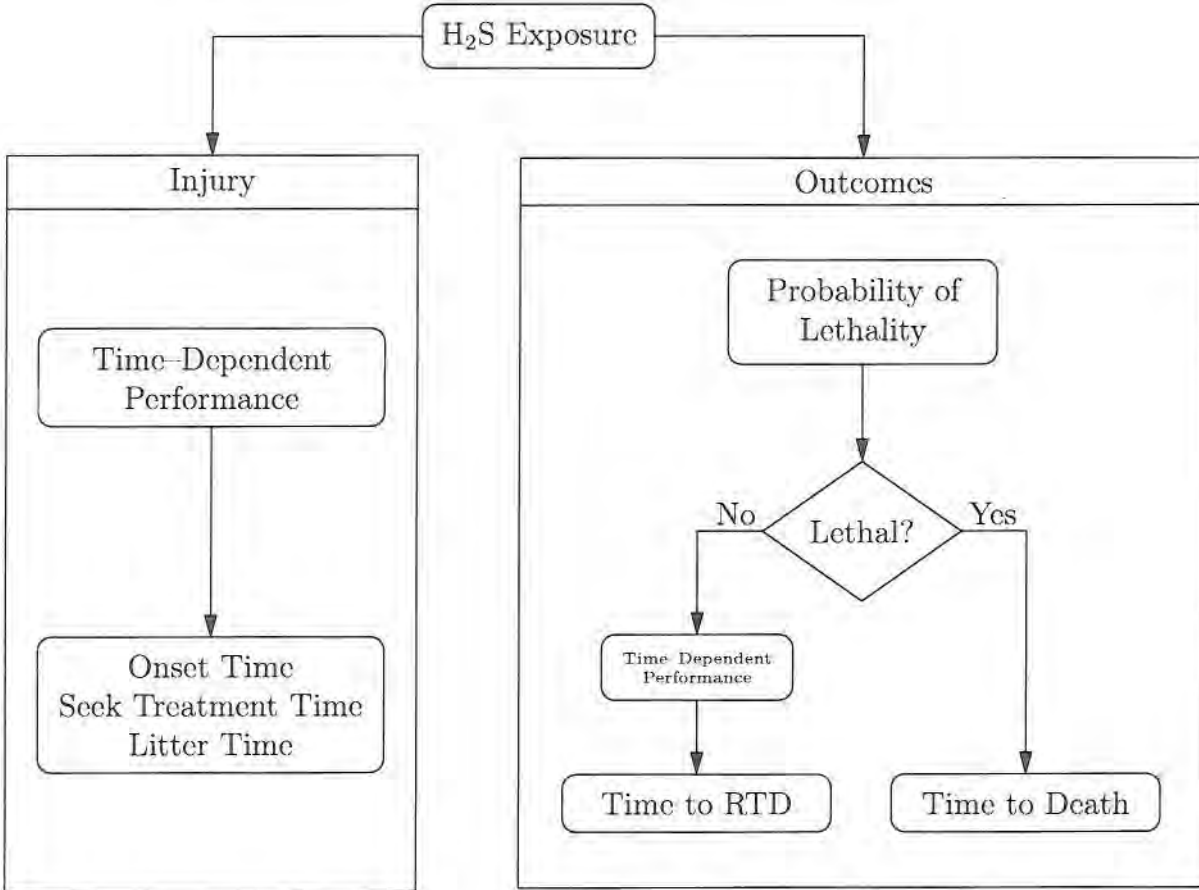 H₂S Exposure
Injury
Time–Dependent
Performance
Onset Time
Seek Treatment Time
Litter Time
Outcomes
Probability of
Lethality
Lethal?
No
Yes
Time–Dependent
Performance
Time to RTD
Time to Death